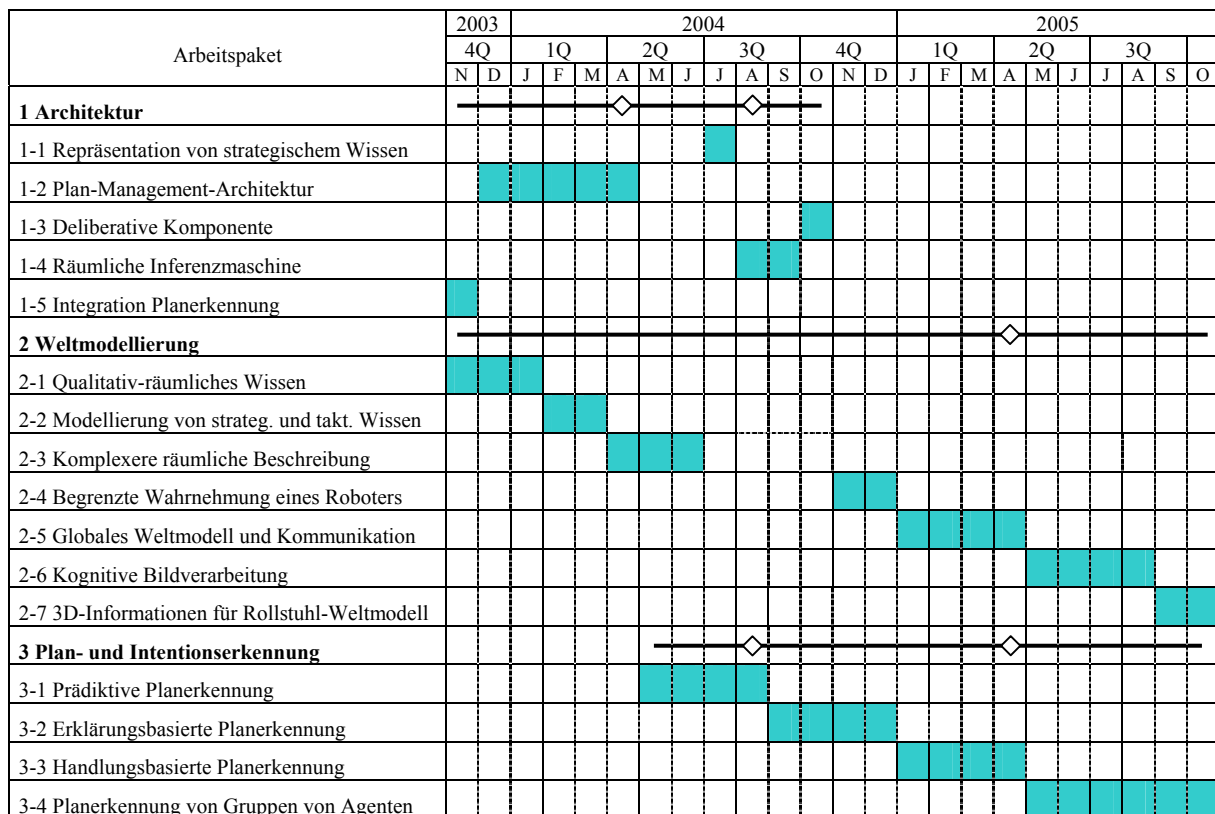 2003 2004 2005
Arbeitspaket 4Q 1Q 2Q 3Q 4Q 1Q 2Q 3Q
N D J F M A M J J A S O N D J F M A M J J A S O
1 Architektur
1-1 Repräsentation von strategischem Wissen
1-2 Plan-Management-Architektur
1-3 Deliberative Komponente
1-4 Räumliche Inferenzmaschine
1-5 Integration Planerkennung
2 Weltmodellierung
2-1 Qualitativ-räumliches Wissen
2-2 Modellierung von strateg. und takt. Wissen
2-3 Komplexere räumliche Beschreibung
2-4 Begrenzte Wahrnehmung eines Roboters
2-5 Globales Weltmodell und Kommunikation
2-6 Kognitive Bildverarbeitung
2-7 3D-Informationen für Rollstuhl-Weltmodell
3 Plan- und Intentionserkennung
3-1 Prädiktive Planerkennung
3-2 Erklärungsbasierte Planerkennung
3-3 Handlungsbasierte Planerkennung
3-4 Planerkennung von Gruppen von Agenten